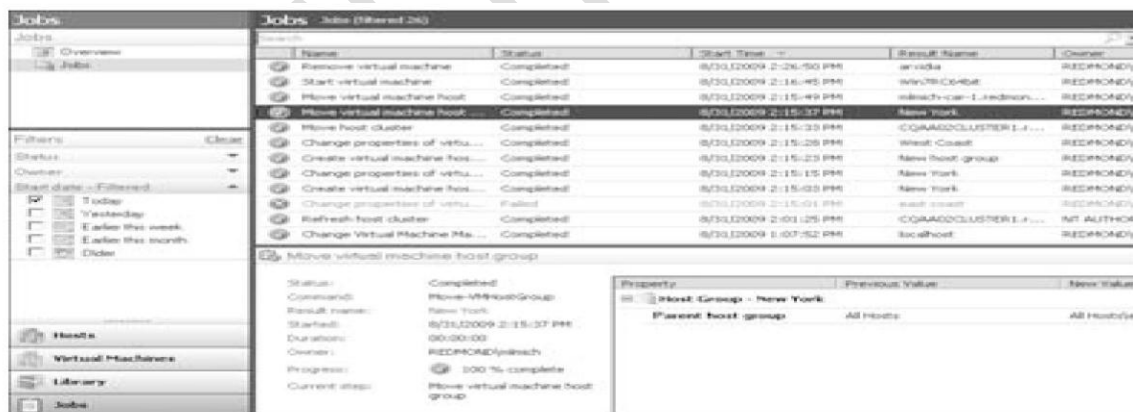 Jobs
Jobs
Overview
Jobs
Filters Clear
Status
Owner
Start date - Filtered
Today
Yesterday
Earlier this week
Earlier this month
Older
Hosts
Virtual Machines
Library
Jobs
Jobs Jobs (filtered 26)
Search
Name Status Start Time Result Name Owner
Remove virtual machine Completed 8/31/2009 2:26:50 PM
Start virtual machine Completed 8/31/2009 2:16:45 PM Win7RC64bit
Move virtual machine host Completed 8/31/2009 2:15:49 PM
Move virtual machine host ... Completed 8/31/2009 2:15:37 PM New York
Move host cluster Completed 8/31/2009 2:15:33 PM
Change properties of virtu... Completed 8/31/2009 2:15:28 PM West Coast
Create virtual machine hos... Completed 8/31/2009 2:15:23 PM New host group
Change properties of virtu... Completed 8/31/2009 2:15:15 PM New York
Create virtual machine hos... Completed 8/31/2009 2:15:03 PM New York
Change properties of virtu... Failed 8/31/2009 2:15:01 PM east coast
Refresh host cluster Completed 8/31/2009 2:01:25 PM NT AUTHOR
Change Virtual Machine Ma... Completed 8/31/2009 1:07:52 PM localhost
Move virtual machine host group
Status: Completed
Command: Move-VMHostGroup
Result name: New York
Started: 8/31/2009 2:15:37 PM
Duration: 00:00:00
Owner:
Progress: 100 % complete
Current step: Move virtual machine host group
Property Previous Value New Value
Host Group - New York
Parent host group All Hosts